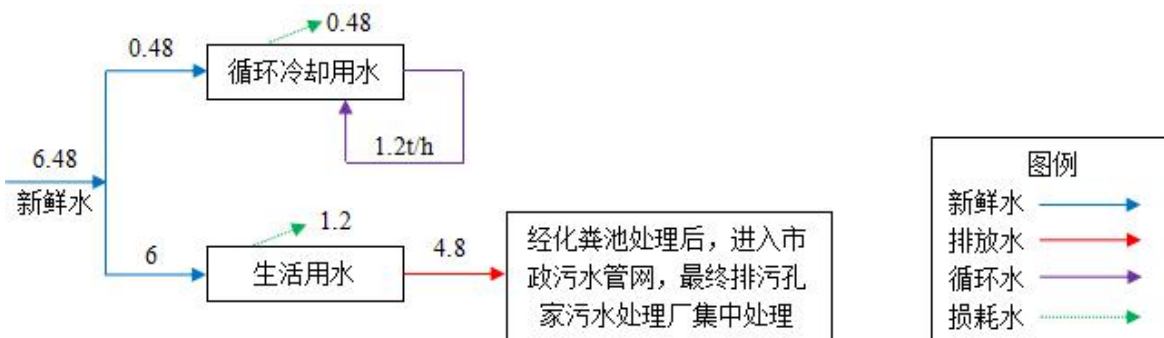 0.48
0.48
循环冷却用水
1.2t/h
6.48
新鲜水
1.2
6
生活用水
4.8
经化粪池处理后，进入市
政污水管网，最终排污孔
家污水处理厂集中处理
图例
新鲜水
排放水
循环水
损耗水